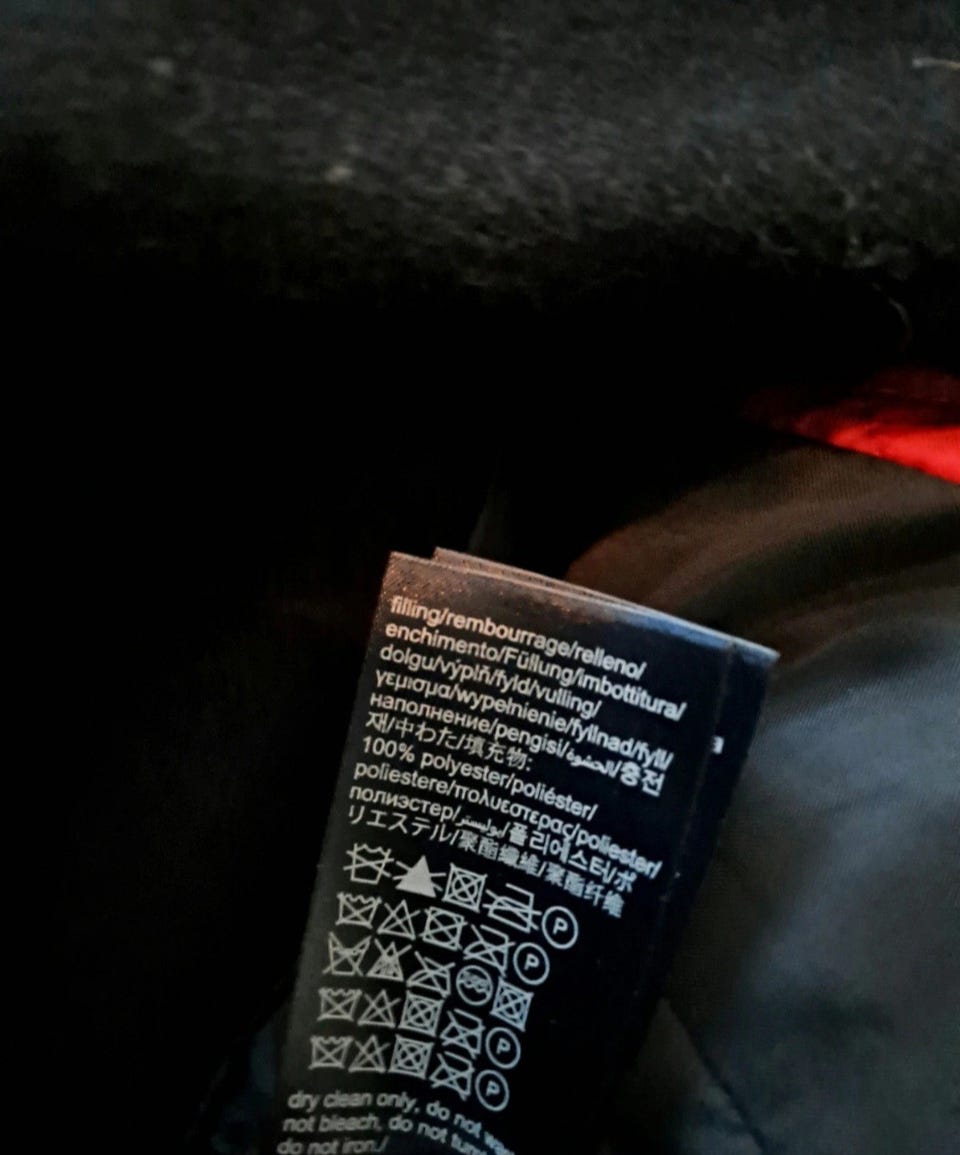 filling/rembourrage/relleno/
enchimento/Füllung/imbottitura/
dolgu/výplň/fyld/vulling/
γεμισμα/wypełnienie/fyllnad/fyll/
наполнение/pengisi/الحشوة/충전
재/中わた/填充物:
100% polyester/poliéster/
poliestere/πολυεστερας/poliester/
полиэстер/بوليستر/폴리에스터/ポ
リエステル/聚酯纖維/聚酯纤维
P
P
P
P
dry clean only, do not
not bleach, do not
do not iron./